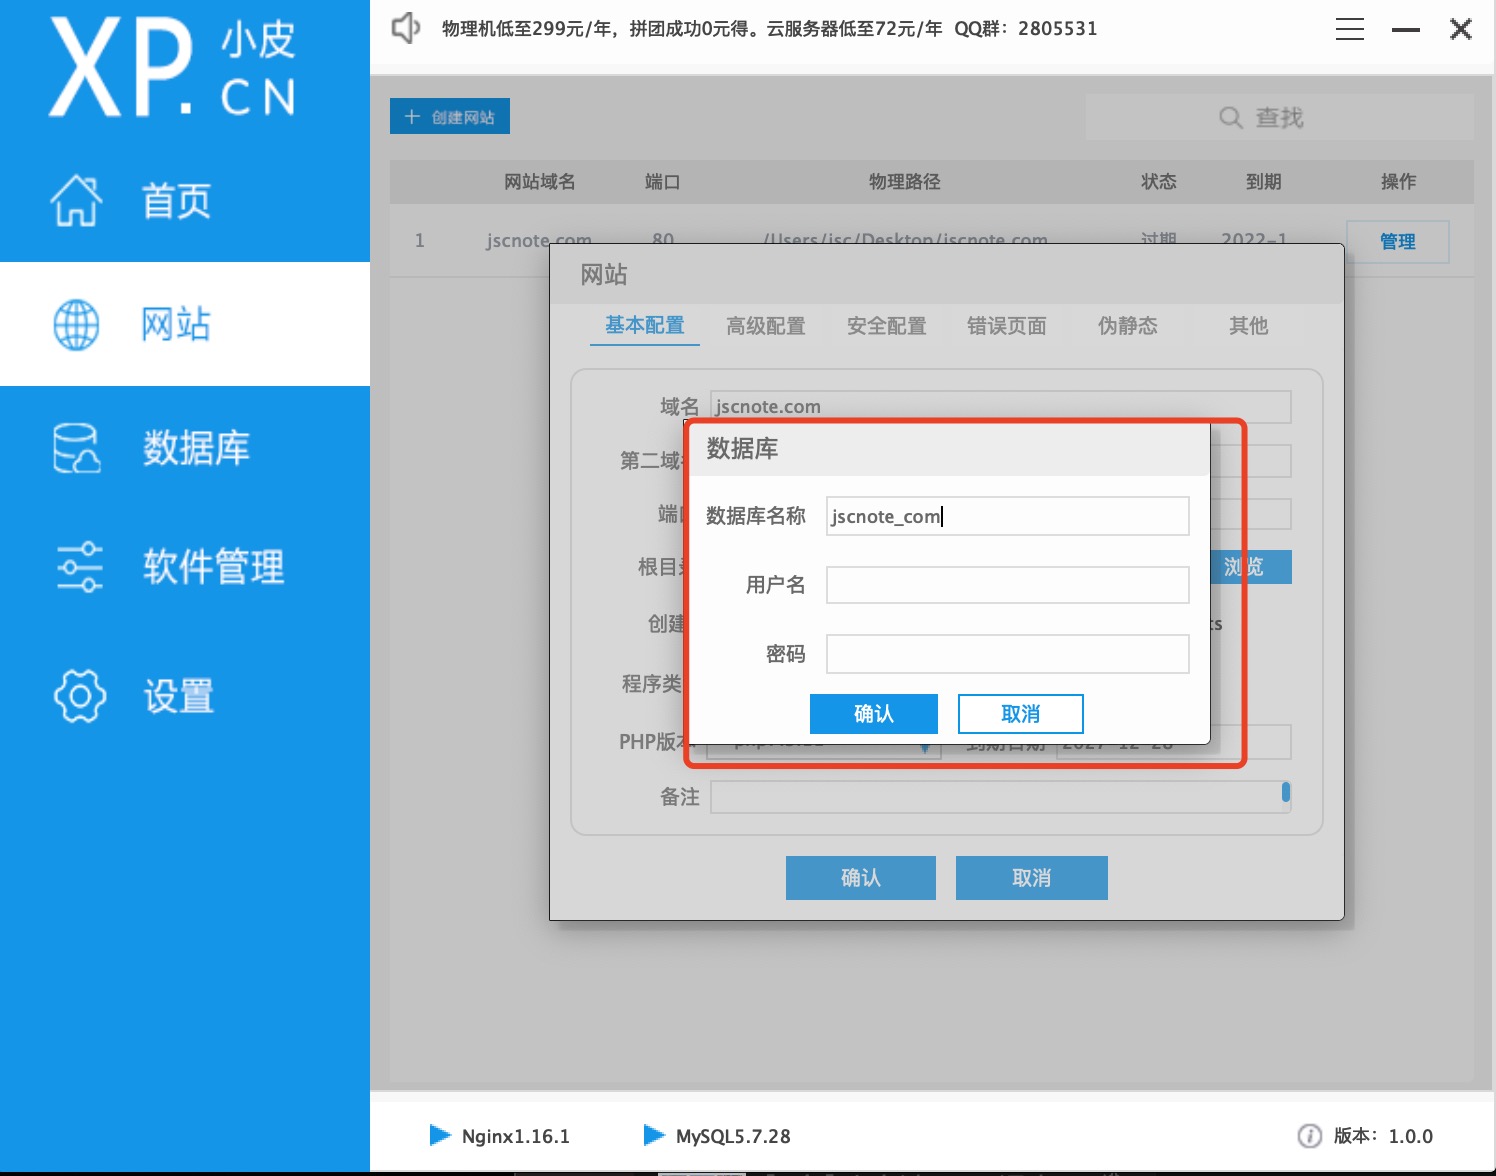 XP.CN 小皮
物理机低至299元/年，拼团成功0元得。云服务器低至72元/年 QQ群：2805531
首页
网站
数据库
软件管理
设置
创建网站
查找
网站域名 端口 物理路径 状态 到期 操作
1 jscnote.com 80 /Users/jsc/Desktop/jscnote.com 过期 2022-1 管理
网站
基本配置 高级配置 安全配置 错误页面 伪静态 其他
域名 jscnote.com
第二域
端
根目 浏览
创建
程序类
PHP版本 到期日期 2027-12-28
备注
确认 取消
数据库
数据库名称 jscnote_com
用户名
密码
确认 取消
Nginx1.16.1 MySQL5.7.28 版本：1.0.0